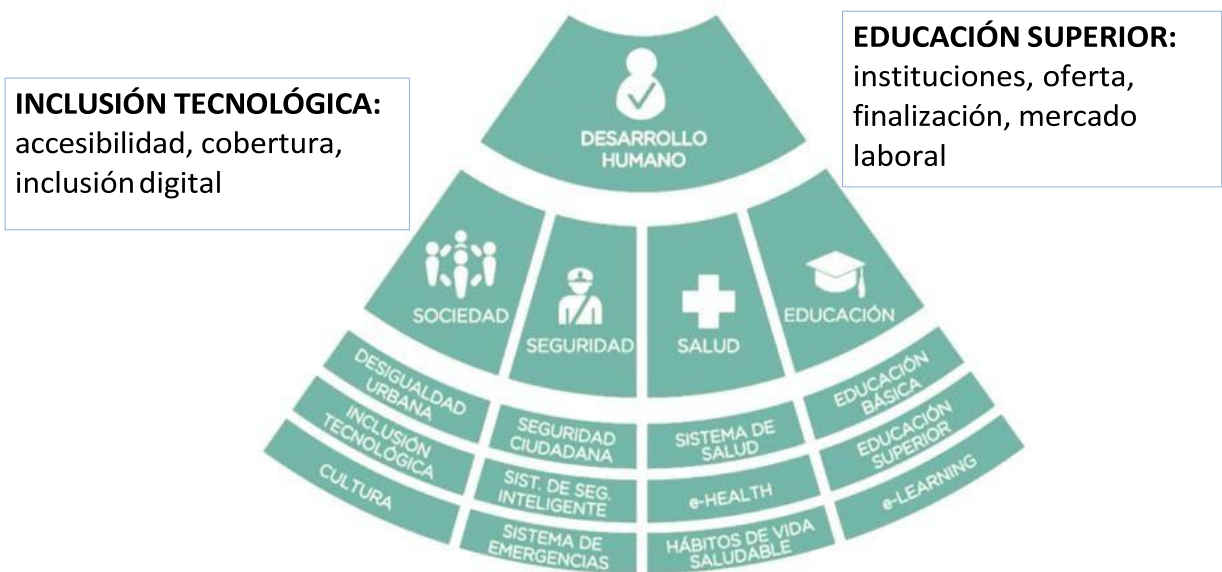 INCLUSIÓN TECNOLÓGICA:
accesibilidad, cobertura,
inclusión digital
EDUCACIÓN SUPERIOR:
instituciones, oferta,
finalización, mercado
laboral
DESARROLLO
HUMANO
SOCIEDAD
SEGURIDAD
SALUD
EDUCACIÓN
DESIGUALDAD
URBANA
INCLUSIÓN
TECNOLÓGICA
CULTURA
SEGURIDAD
CIUDADANA
SIST. DE SEG.
INTELIGENTE
SISTEMA DE
EMERGENCIAS
SISTEMA DE
SALUD
e-HEALTH
HÁBITOS DE VIDA
SALUDABLE
EDUCACIÓN
BÁSICA
EDUCACIÓN
SUPERIOR
e-LEARNING